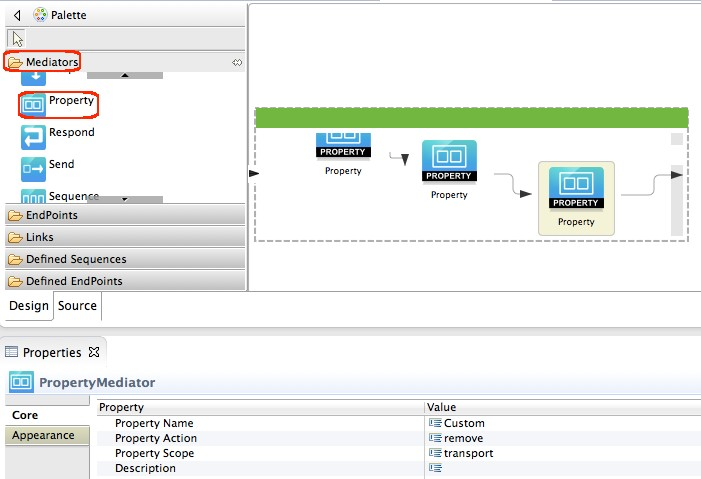 Palette
Mediators
Property
Respond
Send
Sequence
EndPoints
Links
Defined Sequences
Defined EndPoints
PROPERTY
Property
PROPERTY
Property
PROPERTY
Property
Design Source
Properties
PropertyMediator
Core
Appearance
Property Value
Property Name Custom
Property Action remove
Property Scope transport
Description